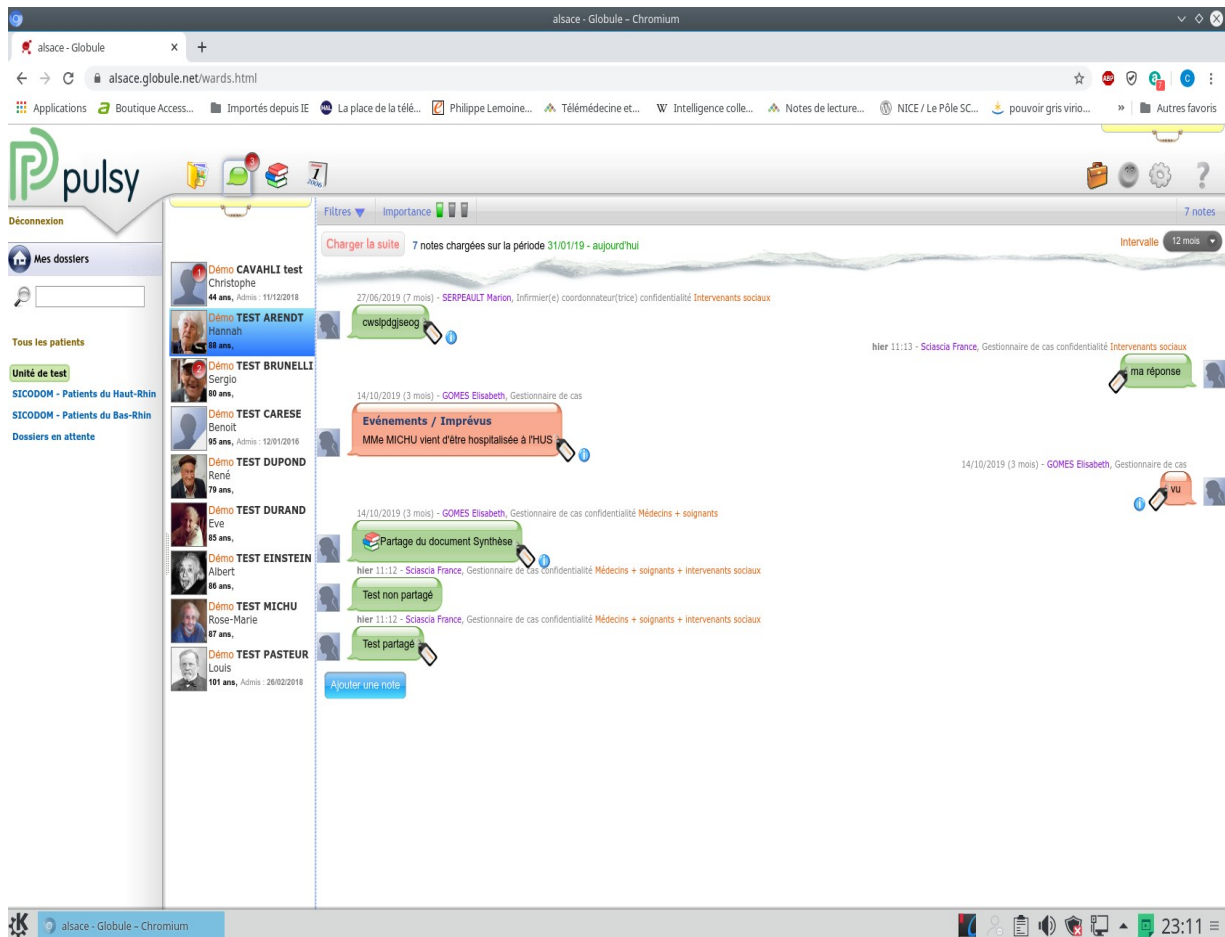 alsace - Globule – Chromium
alsace - Globule
alsace.globule.net/wards.html
Applications
Boutique Access...
Importés depuis IE
La place de la télé...
Philippe Lemoine...
Télémédecine et...
Intelligence colle...
Notes de lecture...
NICE / Le Pôle SC...
pouvoir gris virio...
»
Autres favoris
pulsy
3
Déconnexion
Mes dossiers
Tous les patients
Unité de test
SICODOM - Patients du Haut-Rhin
SICODOM - Patients du Bas-Rhin
Dossiers en attente
1
Démo CAVAHLI test
Christophe
44 ans, Admis : 11/12/2018
Démo TEST ARENDT
Hannah
88 ans,
2
Démo TEST BRUNELLI
Sergio
80 ans,
Démo TEST CARESE
Benoit
95 ans, Admis : 12/01/2016
Démo TEST DUPOND
René
79 ans,
Démo TEST DURAND
Eve
85 ans,
Démo TEST EINSTEIN
Albert
86 ans,
Démo TEST MICHU
Rose-Marie
87 ans,
Démo TEST PASTEUR
Louis
101 ans, Admis : 26/02/2018
Filtres
Importance
7 notes
Charger la suite
7 notes chargées sur la période 31/01/19 - aujourd'hui
Intervalle
12 mois
27/06/2019 (7 mois) - SERPEAULT Marion, Infirmier(e) coordonnateur(trice) confidentialité Intervenants sociaux
cwslpdgjseog
hier 11:13 - Sciascia France, Gestionnaire de cas confidentialité Intervenants sociaux
ma réponse
14/10/2019 (3 mois) - GOMES Elisabeth, Gestionnaire de cas
Evénements / Imprévus
MMe MICHU vient d'être hospitalisée à l'HUS
14/10/2019 (3 mois) - GOMES Elisabeth, Gestionnaire de cas
vu
14/10/2019 (3 mois) - GOMES Elisabeth, Gestionnaire de cas confidentialité Médecins + soignants
Partage du document Synthèse
hier 11:12 - Sciascia France, Gestionnaire de cas confidentialité Médecins + soignants + intervenants sociaux
Test non partagé
hier 11:12 - Sciascia France, Gestionnaire de cas confidentialité Médecins + soignants + intervenants sociaux
Test partagé
Ajouter une note
alsace - Globule – Chromium
23:11